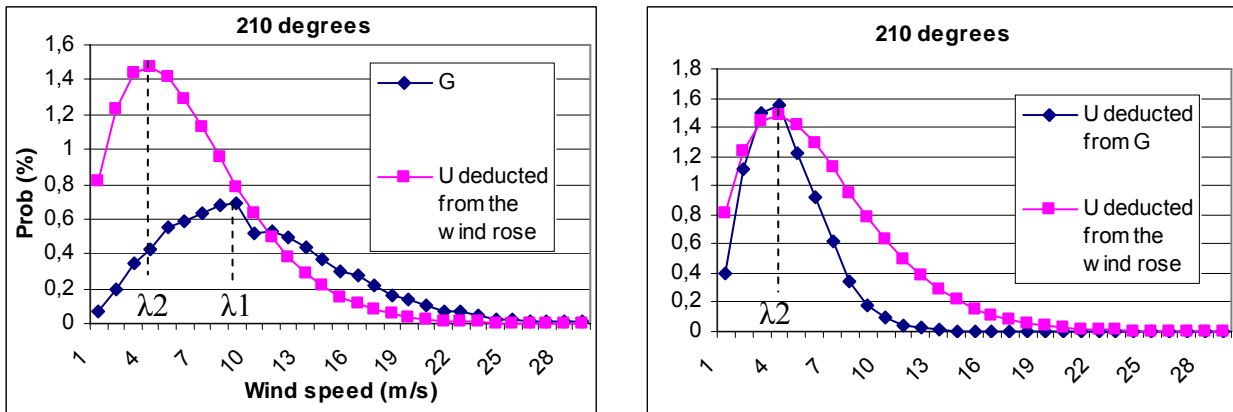 210 degrees
1,6
1,4
1,2
1
0,8
0,6
0,4
0,2
0
Prob (%)
G
U deducted
from the
wind rose
λ2
λ1
1
4
7
10
13
16
19
22
25
28
Wind speed (m/s)
210 degrees
1,8
1,6
1,4
1,2
1
0,8
0,6
0,4
0,2
0
U deducted
from G
U deducted
from the
wind rose
λ2
1
4
7
10
13
16
19
22
25
28